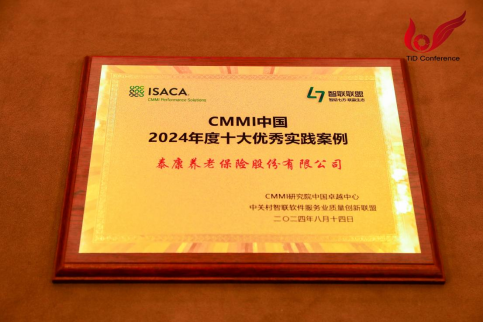 TiD Conference
ISACA
CMMI Performance Solutions
智联联盟
CMMI中国
2024年度十大优秀实践案例
泰康养老保险股份有限公司
CMMI研究院中国卓越中心
中关村智联软件服务业质量创新联盟
二〇二四年八月十四日